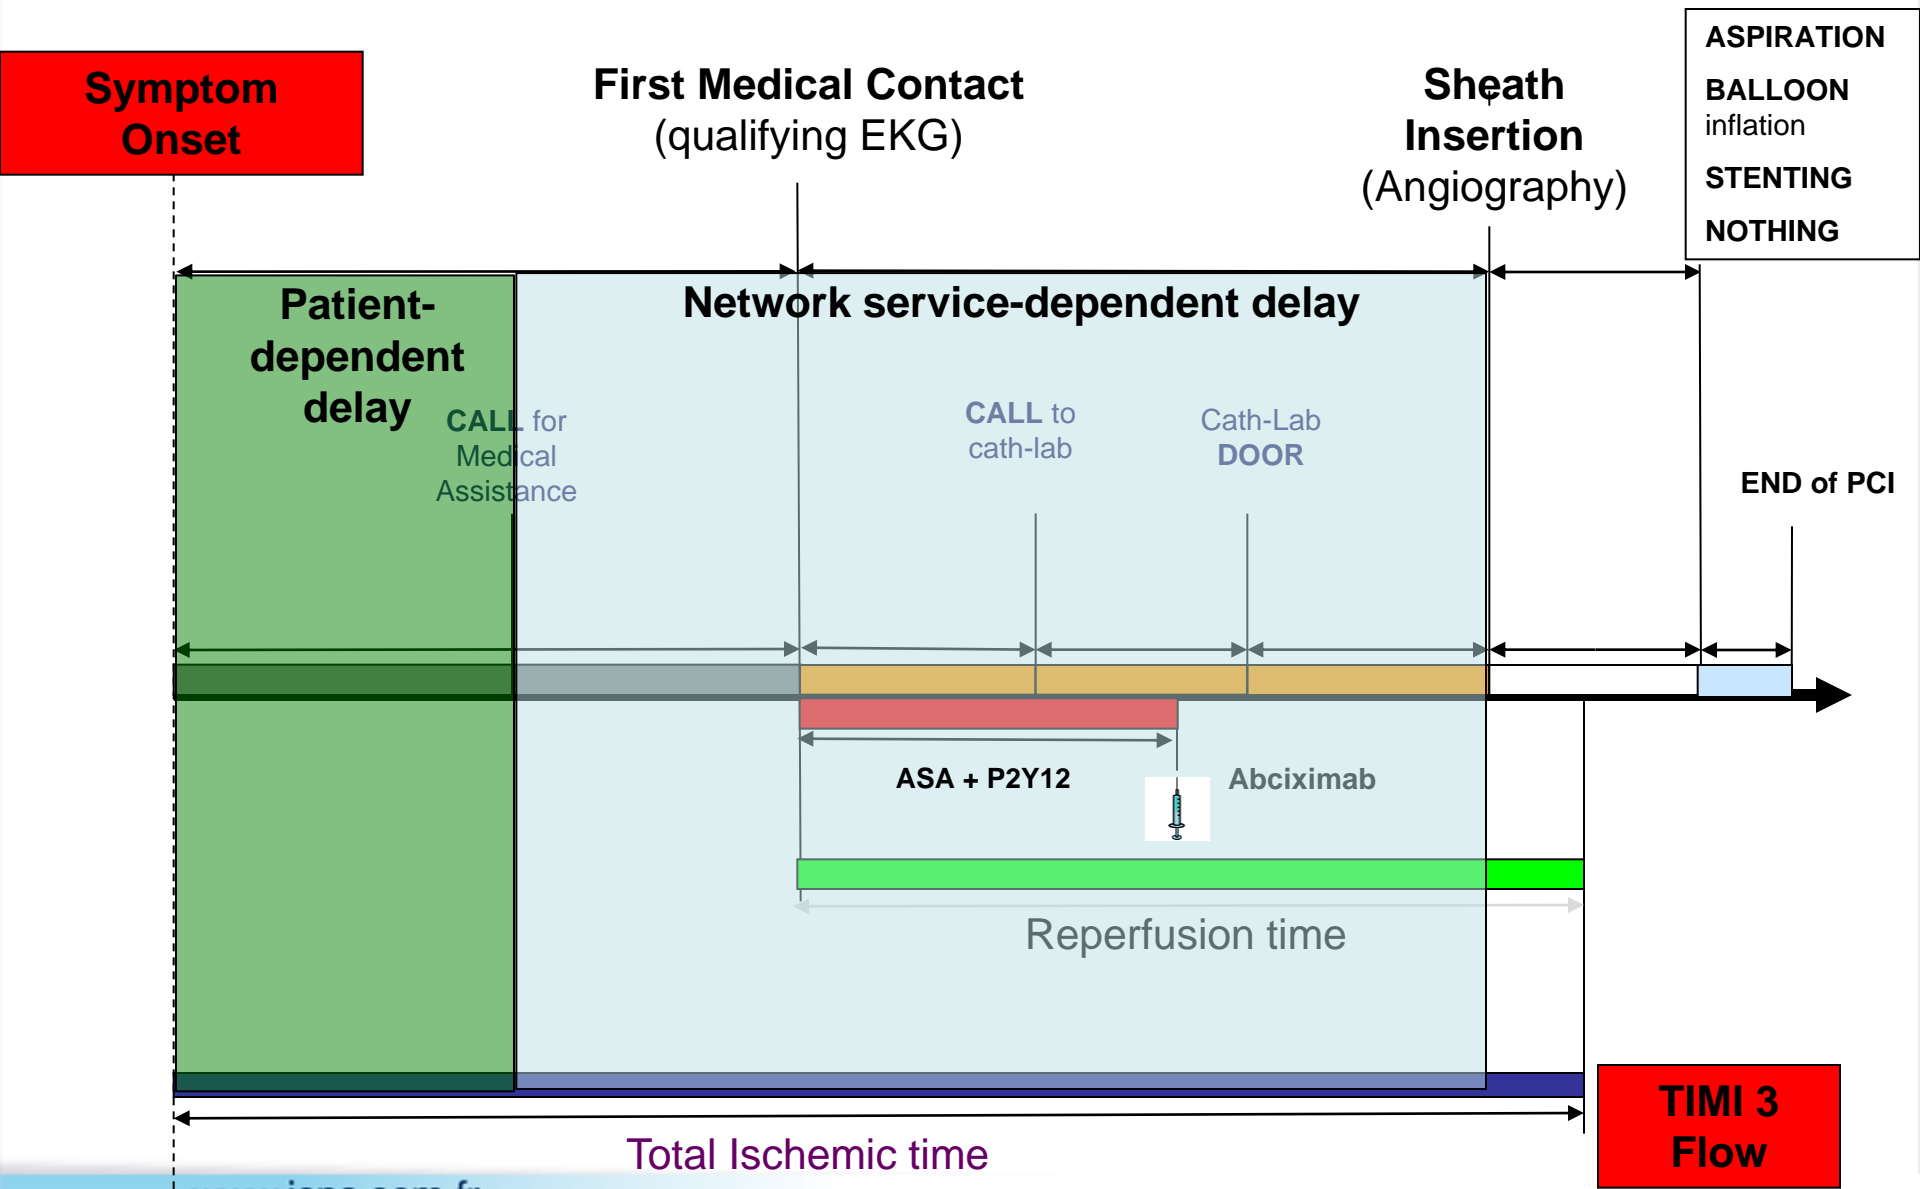 Symptom
Onset
First Medical Contact
(qualifying EKG)
Sheath
Insertion
(Angiography)
ASPIRATION
BALLOON
inflation
STENTING
NOTHING
Patient-
dependent
delay
Network service-dependent delay
CALL for
Medical
Assistance
CALL to
cath-lab
Cath-Lab
DOOR
END of PCI
ASA + P2Y12
Abciximab
Reperfusion time
Total Ischemic time
TIMI 3
Flow